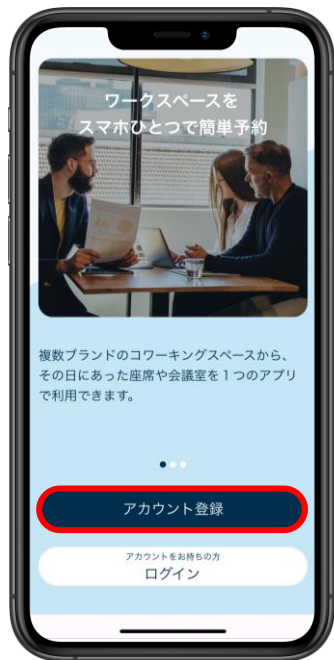 ワークスペースを
スマホひとつで簡単予約
複数ブランドのコワーキングスペースから、
その日にあった座席や会議室を1つのアプリ
で利用できます。
アカウント登録
アカウントをお持ちの方
ログイン